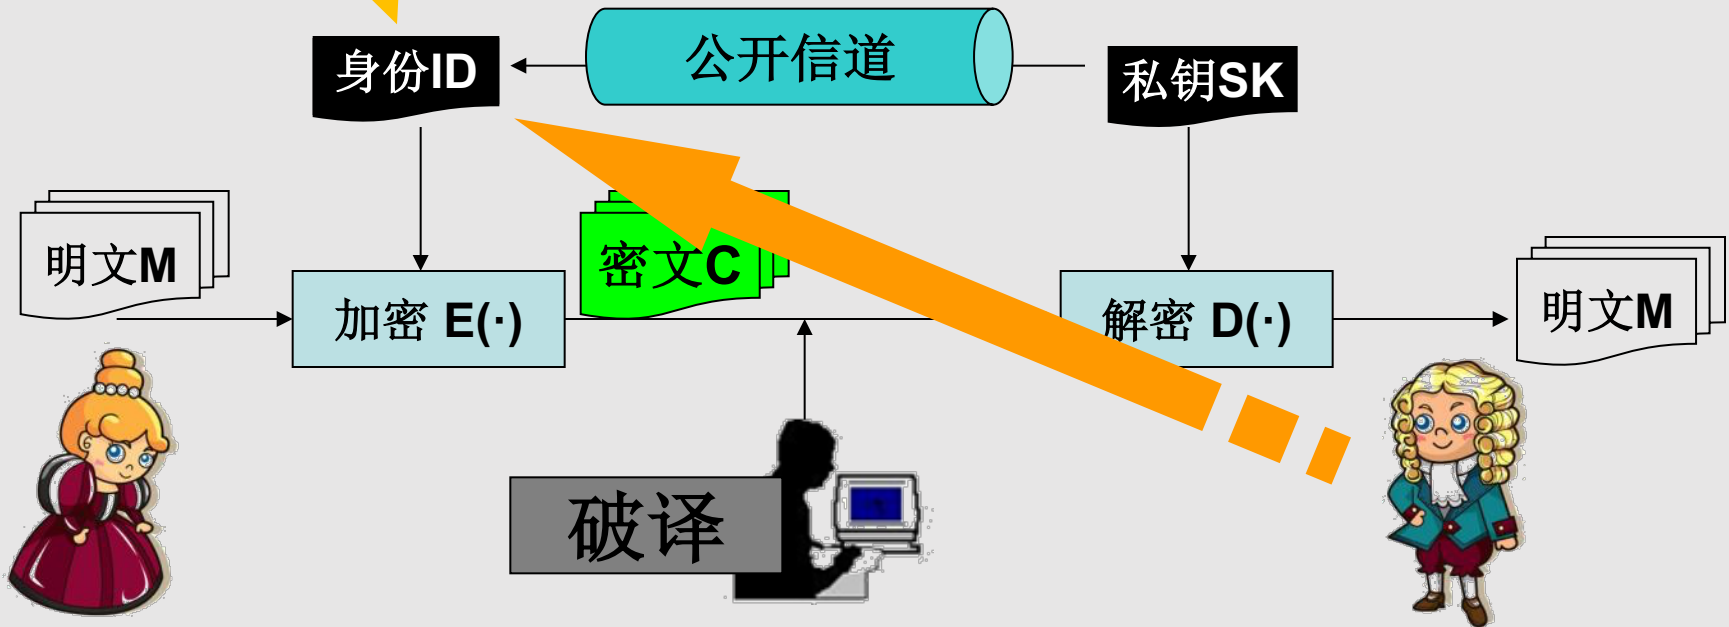 身份ID
公开信道
私钥SK
明文M
密文C
加密 E(·)
解密 D(·)
明文M
破译